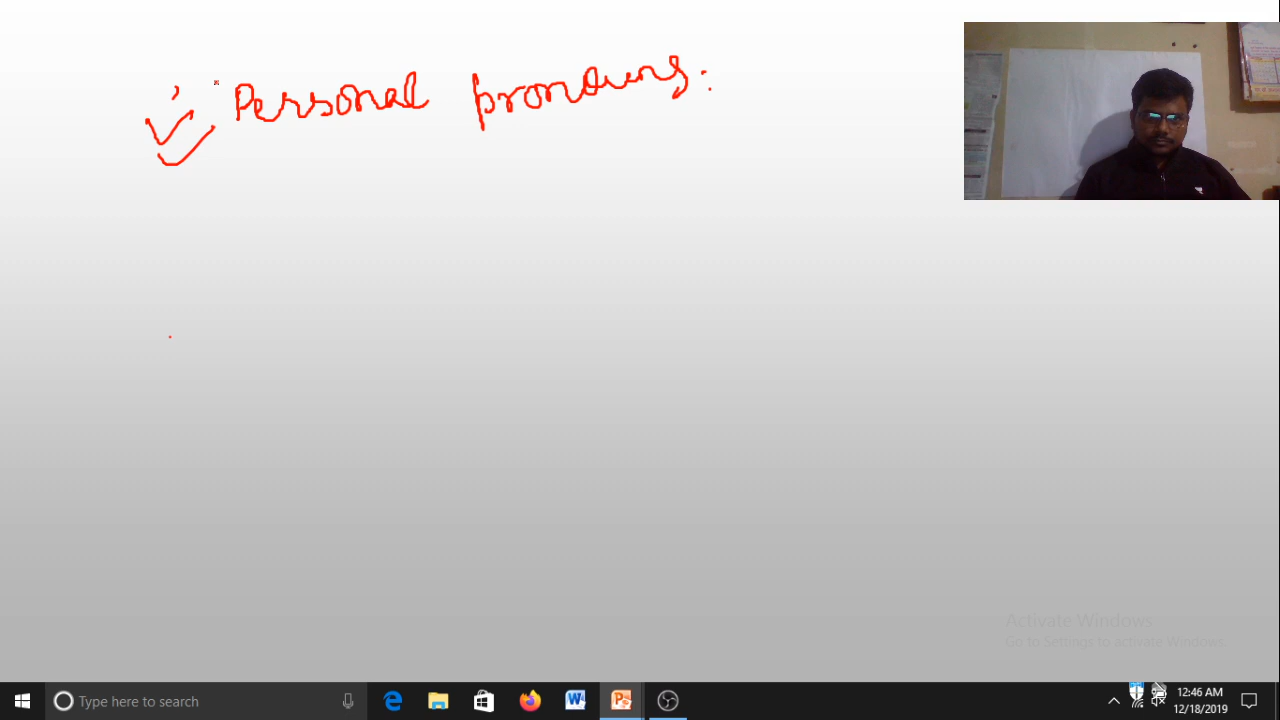 Personal pronouns:
Activate Windows
Go to Settings to activate Windows.
Type here to search
12:46 AM
12/18/2019